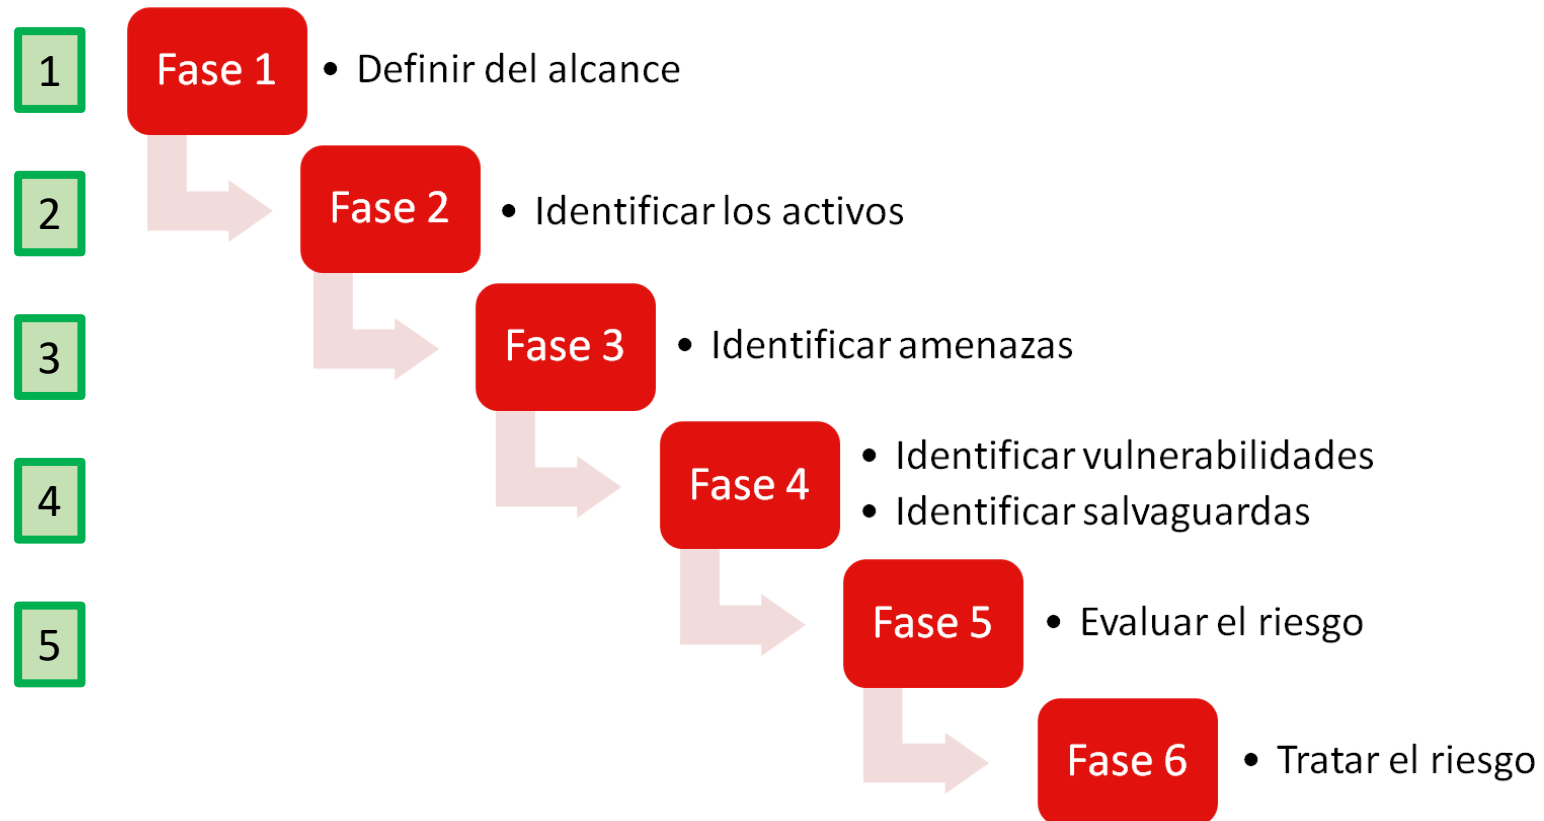 1
Fase 1
• Definir del alcance
2
Fase 2
• Identificar los activos
3
Fase 3
• Identificar amenazas
4
Fase 4
• Identificar vulnerabilidades
• Identificar salvaguardas
5
Fase 5
• Evaluar el riesgo
Fase 6
• Tratar el riesgo